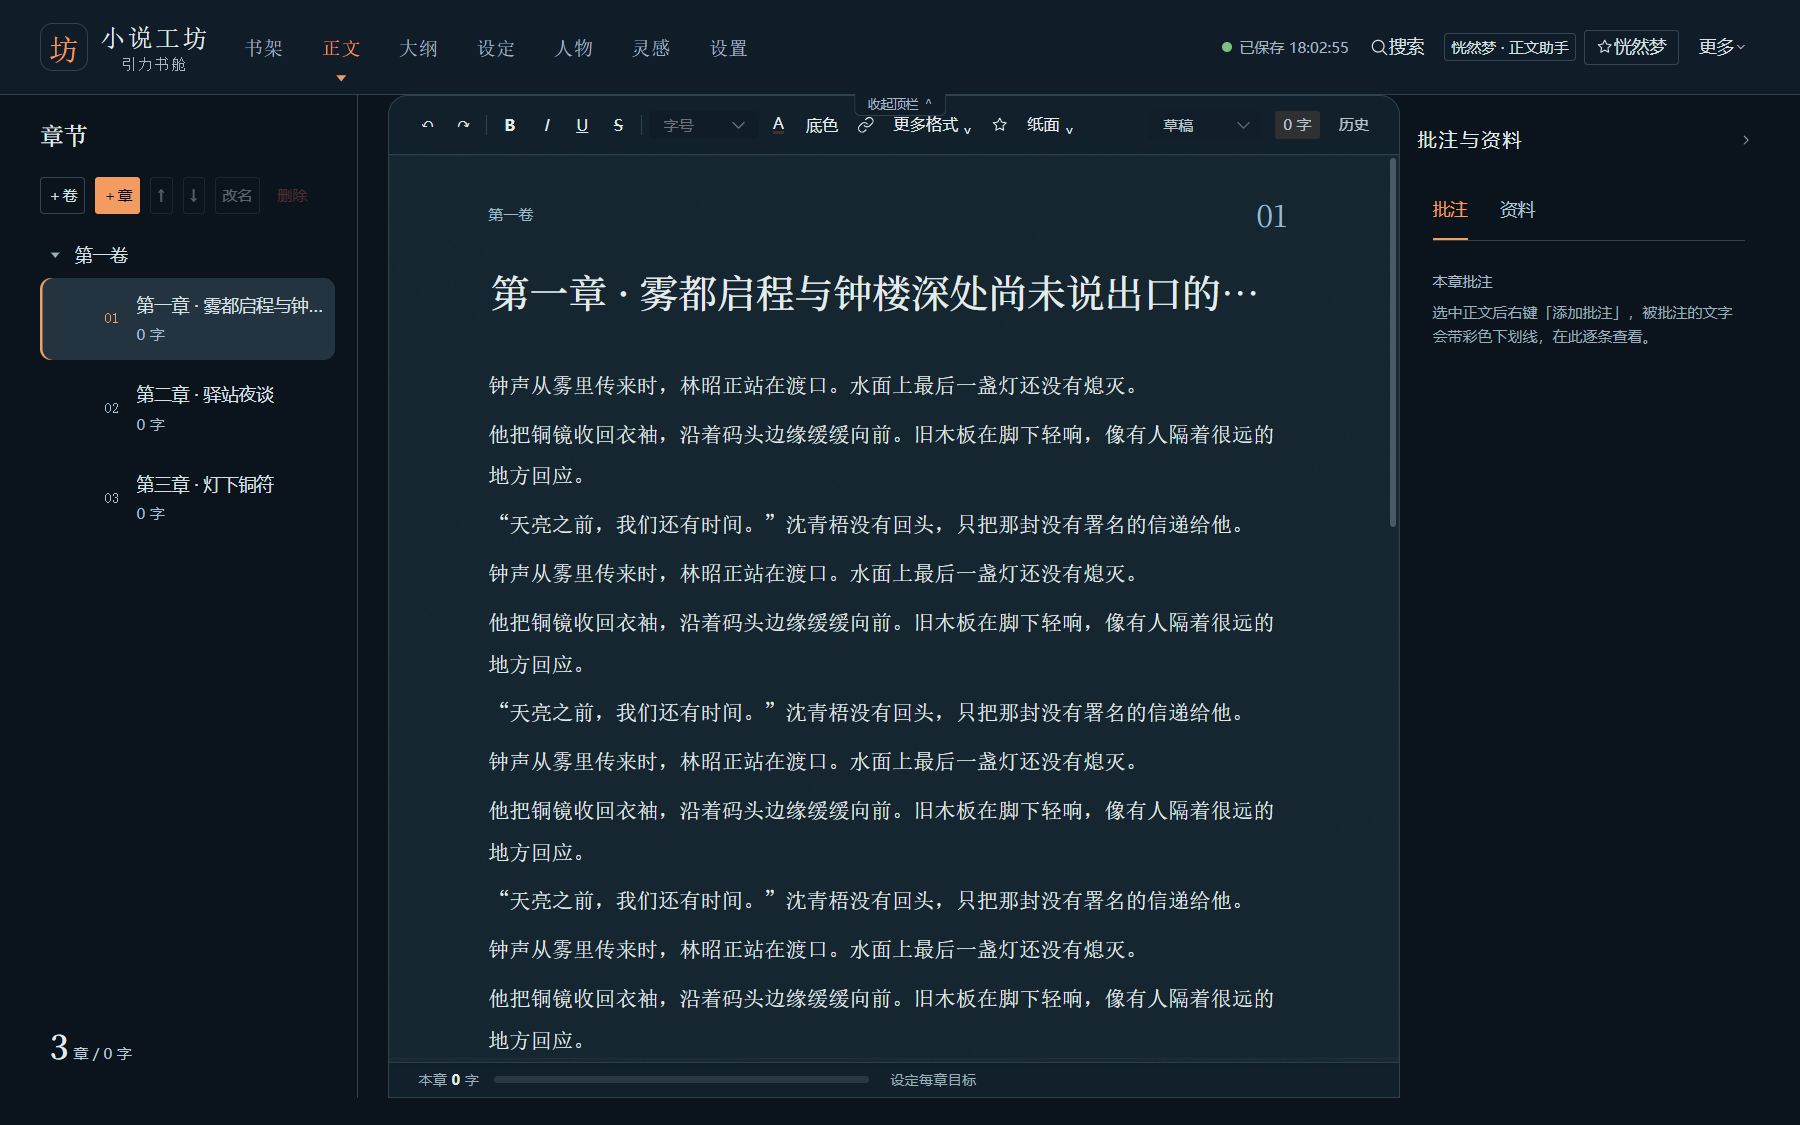 坊
小说工坊
引力书舱
书架 正文 大纲 设定 人物 灵感 设置
已保存 18:02:55 搜索 恍然梦 · 正文助手 恍然梦 更多
收起顶栏 ^
B I U S 字号 A 底色 更多格式 纸面 草稿 0 字 历史
章节
+ 卷 + 章 ↑ ↓ 改名 删除
第一卷
01 第一章 · 雾都启程与钟...
0 字
02 第二章 · 驿站夜谈
0 字
03 第三章 · 灯下铜符
0 字
3 章 / 0 字
第一卷 01
第一章 · 雾都启程与钟楼深处尚未说出口的…
钟声从雾里传来时，林昭正站在渡口。水面上最后一盏灯还没有熄灭。
他把铜镜收回衣袖，沿着码头边缘缓缓向前。旧木板在脚下轻响，像有人隔着很远的
地方回应。
“天亮之前，我们还有时间。”沈青梧没有回头，只把那封没有署名的信递给他。
钟声从雾里传来时，林昭正站在渡口。水面上最后一盏灯还没有熄灭。
他把铜镜收回衣袖，沿着码头边缘缓缓向前。旧木板在脚下轻响，像有人隔着很远的
地方回应。
“天亮之前，我们还有时间。”沈青梧没有回头，只把那封没有署名的信递给他。
钟声从雾里传来时，林昭正站在渡口。水面上最后一盏灯还没有熄灭。
他把铜镜收回衣袖，沿着码头边缘缓缓向前。旧木板在脚下轻响，像有人隔着很远的
地方回应。
“天亮之前，我们还有时间。”沈青梧没有回头，只把那封没有署名的信递给他。
钟声从雾里传来时，林昭正站在渡口。水面上最后一盏灯还没有熄灭。
他把铜镜收回衣袖，沿着码头边缘缓缓向前。旧木板在脚下轻响，像有人隔着很远的
地方回应。
本章 0 字 设定每章目标
批注与资料
批注 资料
本章批注
选中正文后右键「添加批注」，被批注的文字
会带彩色下划线，在此逐条查看。